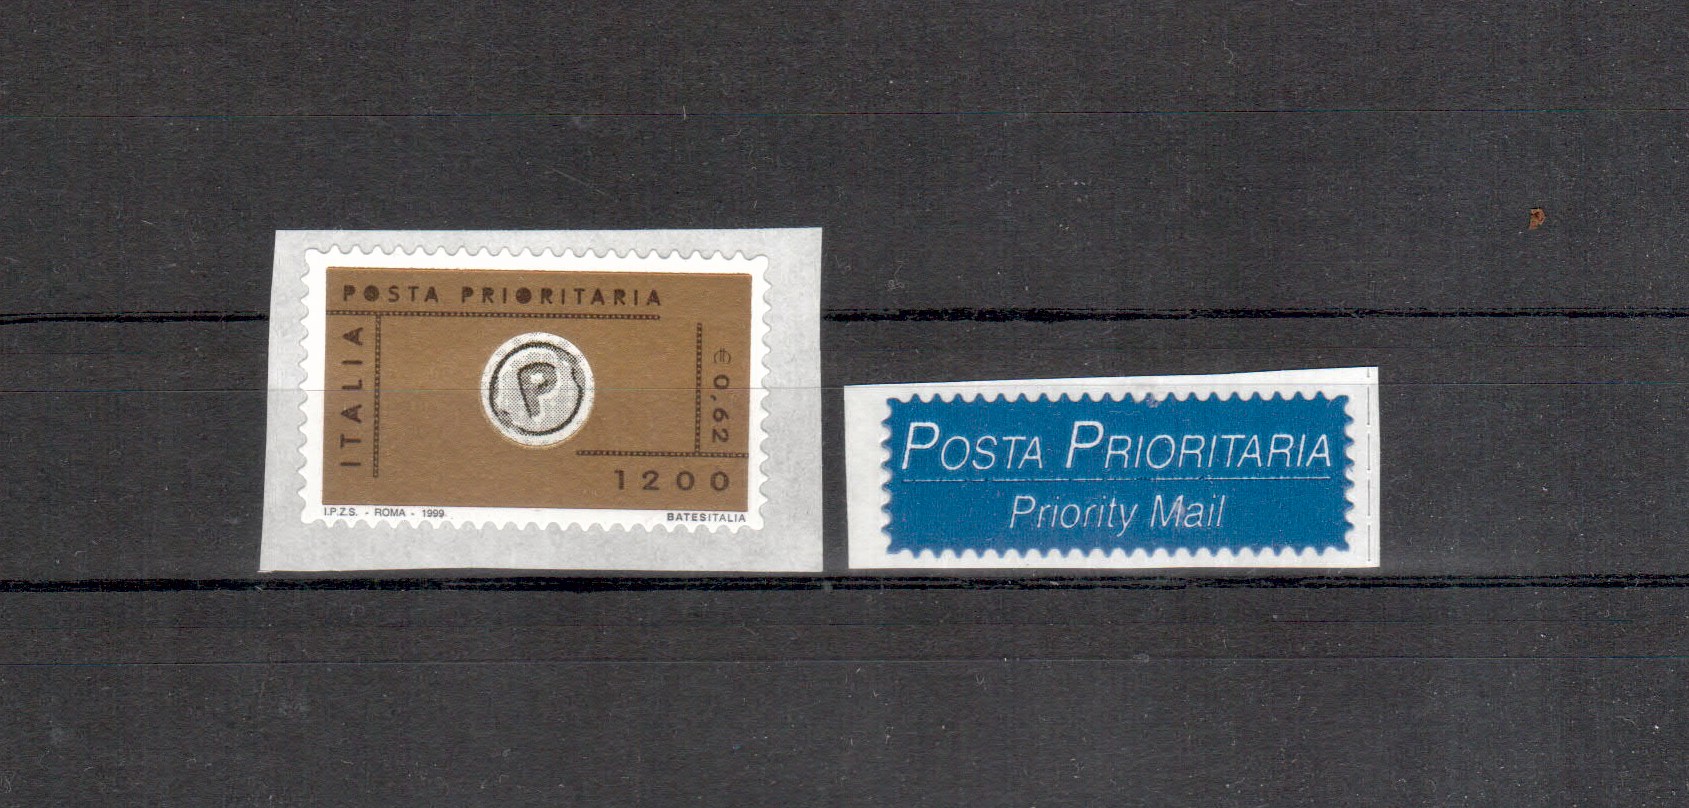 POSTA PRIORITARIA
ITALIA
P
€ 0,62
1200
I.P.Z.S. - ROMA - 1999
BATESITALIA
POSTA PRIORITARIA
Priority Mail